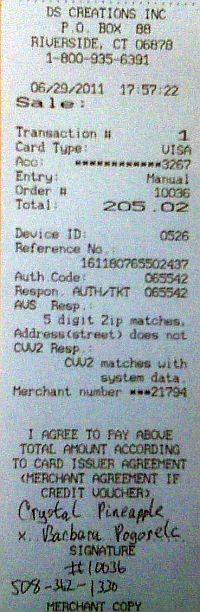 DS CREATIONS INC
P.O. BOX 88
RIVERSIDE, CT 06878
1-800-935-6391
06/29/2011 17:57:22
Sale:
Transaction # 1
Card Type: VISA
Acc: ************3267
Entry: Manual
Order # 10036
Total: 205.02
Device ID: 0526
Reference No.:
161180765502437
Auth.Code: 065542
Respon. AUTH/TKT 065542
AVS Resp.:
5 digit Zip matches,
Address(street) does not
CVV2 Resp.:
CVV2 matches with
system data.
Merchant number ***21794
I AGREE TO PAY ABOVE
TOTAL AMOUNT ACCORDING
TO CARD ISSUER AGREEMENT
(MERCHANT AGREEMENT IF
CREDIT VOUCHER)
Crystal Pineapple
x. Barbara Pogorelc
SIGNATURE
#10036
508-362-1330
MERCHANT COPY